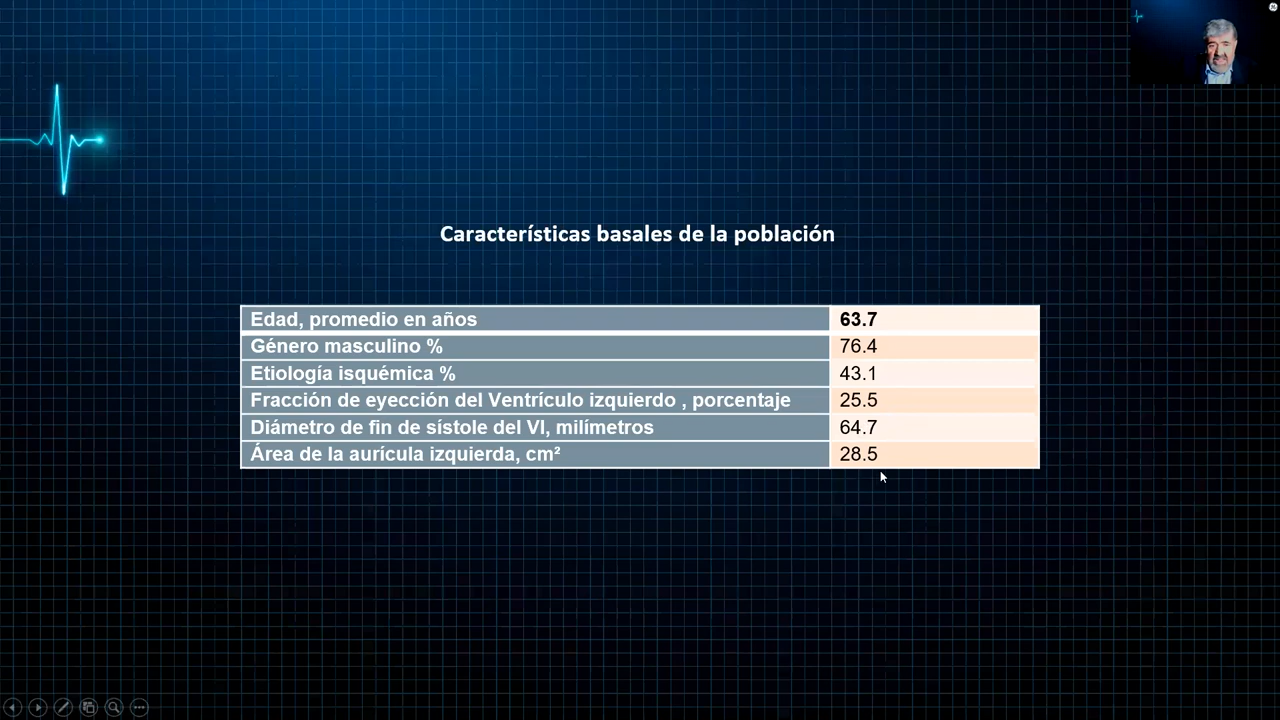 Características basales de la población
Edad, promedio en años 63.7
Género masculino % 76.4
Etiología isquémica % 43.1
Fracción de eyección del Ventrículo izquierdo , porcentaje 25.5
Diámetro de fin de sístole del VI, milímetros 64.7
Área de la aurícula izquierda, cm² 28.5